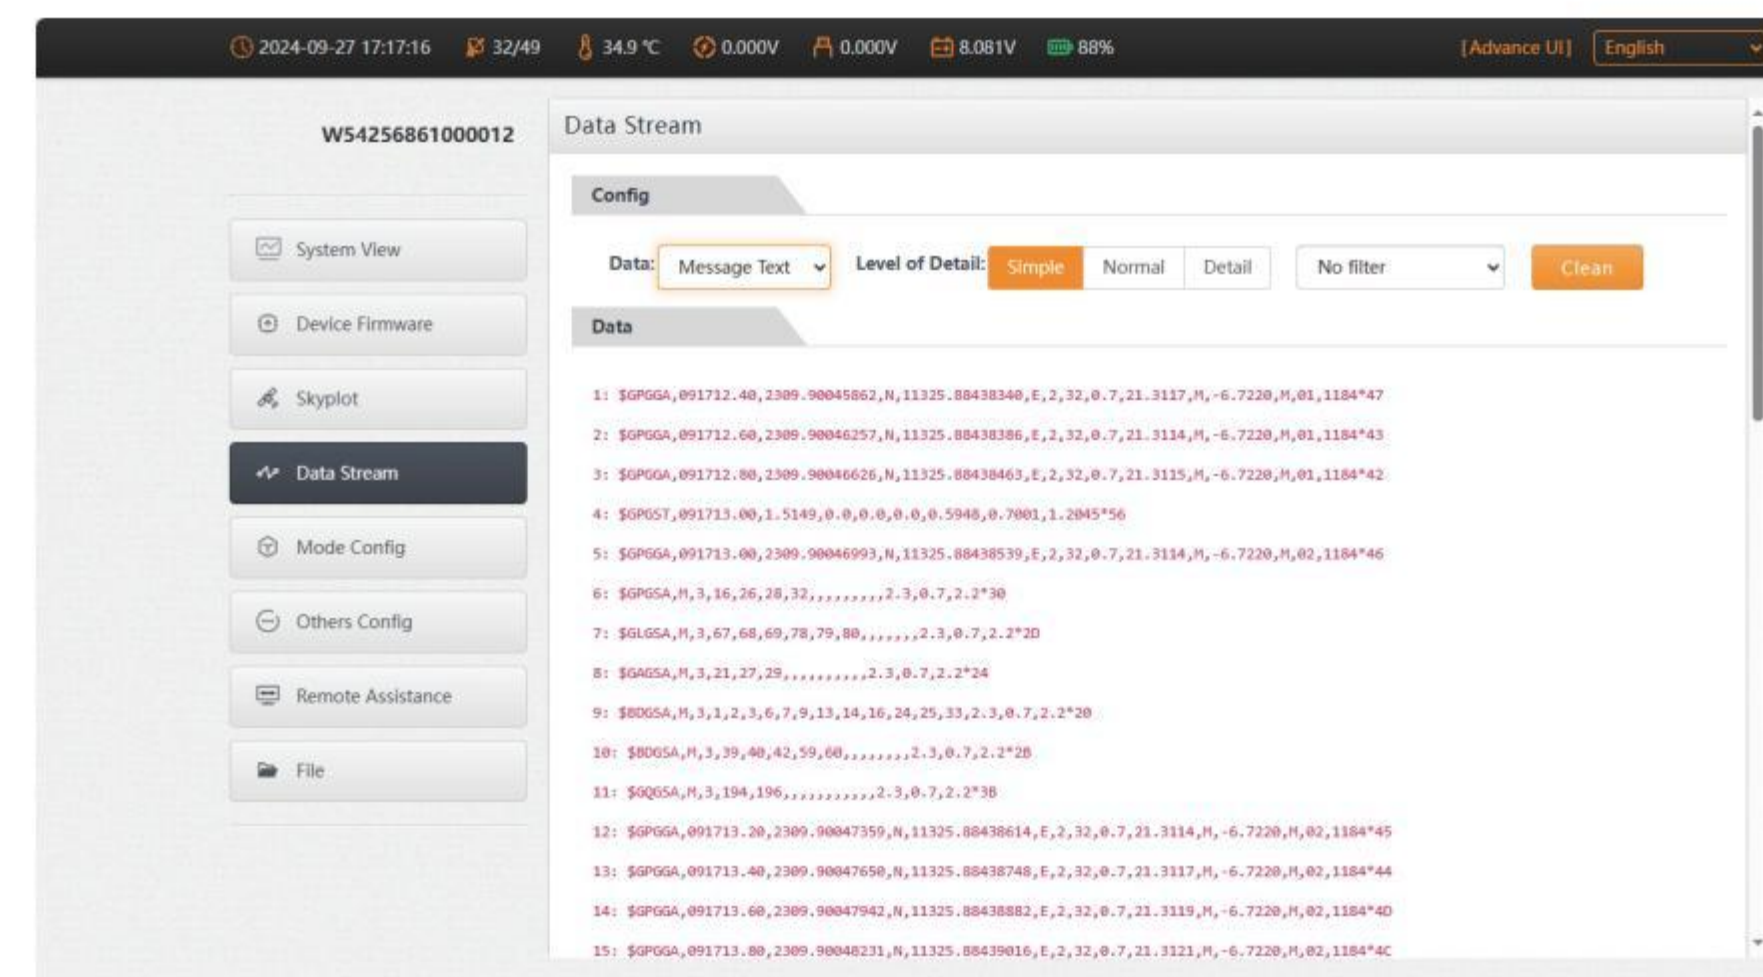 2024-09-27 17:17:16 32/49 34.9 ℃ 0.000V 0.000V 8.081V 88% [Advance UI] English
W54256861000012
System View
Device Firmware
Skyplot
Data Stream
Mode Config
Others Config
Remote Assistance
File
Data Stream
Config
Data: Message Text Level of Detail: Simple Normal Detail No filter Clean
Data
1: $GPGGA,091712.40,2309.90045862,N,11325.88438340,E,2,32,0.7,21.3117,M,-6.7220,M,01,1184*47
2: $GPGGA,091712.60,2309.90046257,N,11325.88438386,E,2,32,0.7,21.3114,M,-6.7220,M,01,1184*43
3: $GPGGA,091712.80,2309.90046626,N,11325.88438463,E,2,32,0.7,21.3115,M,-6.7220,M,01,1184*42
4: $GPGST,091713.00,1.5149,0.0,0.0,0.0,0.5948,0.7001,1.2045*56
5: $GPGGA,091713.00,2309.90046993,N,11325.88438539,E,2,32,0.7,21.3114,M,-6.7220,M,02,1184*46
6: $GPGSA,M,3,16,26,28,32,,,,,,,,,2.3,0.7,2.2*30
7: $GLGSA,M,3,67,68,69,78,79,80,,,,,,,2.3,0.7,2.2*2D
8: $GAGSA,M,3,21,27,29,,,,,,,,,,2.3,0.7,2.2*24
9: $BDGSA,M,3,1,2,3,6,7,9,13,14,16,24,25,33,2.3,0.7,2.2*20
10: $BDGSA,M,3,39,40,42,59,60,,,,,,,,2.3,0.7,2.2*2B
11: $GQGSA,M,3,194,196,,,,,,,,,,,2.3,0.7,2.2*3B
12: $GPGGA,091713.20,2309.90047359,N,11325.88438614,E,2,32,0.7,21.3114,M,-6.7220,M,02,1184*45
13: $GPGGA,091713.40,2309.90047650,N,11325.88438748,E,2,32,0.7,21.3117,M,-6.7220,M,02,1184*44
14: $GPGGA,091713.60,2309.90047942,N,11325.88438882,E,2,32,0.7,21.3119,M,-6.7220,M,02,1184*4D
15: $GPGGA,091713.80,2309.90048231,N,11325.88439016,E,2,32,0.7,21.3121,M,-6.7220,M,02,1184*4C